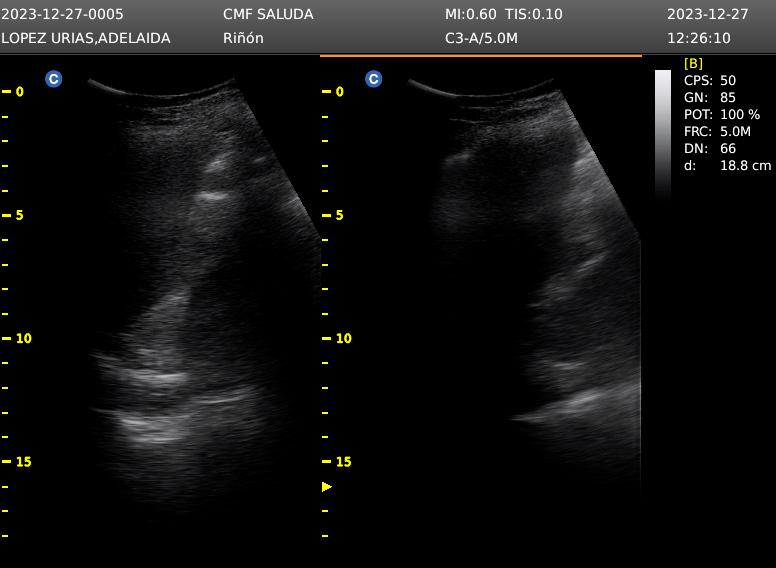 2023-12-27-0005 CMF SALUDA MI:0.60 TIS:0.10 2023-12-27
LOPEZ URIAS,ADELAIDA Riñón C3-A/5.0M 12:26:10
[B]
CPS: 50
GN: 85
POT: 100 %
FRC: 5.0M
DN: 66
d: 18.8 cm
C C
0 0
5 5
10 10
15 15